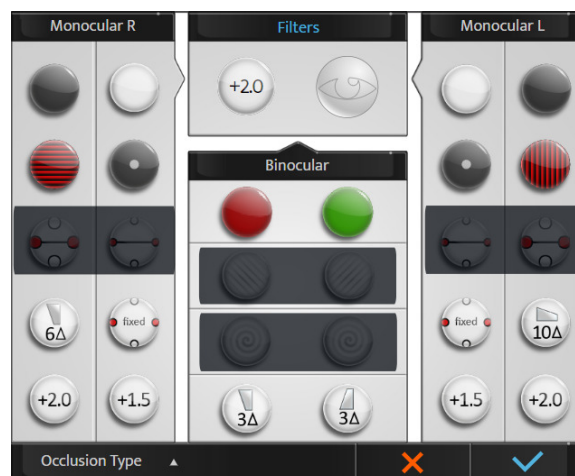 Monocular R
Filters
Monocular L
+2.0
Binocular
6Δ
fixed
fixed
10Δ
+2.0
+1.5
3Δ
3Δ
+1.5
+2.0
Occlusion Type